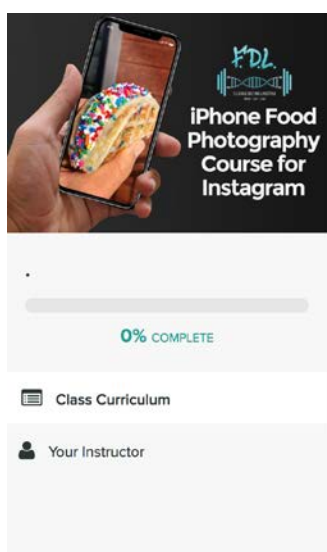 F.D.L.
iPhone Food
Photography
Course for
Instagram
.
0% COMPLETE
Class Curriculum
Your Instructor